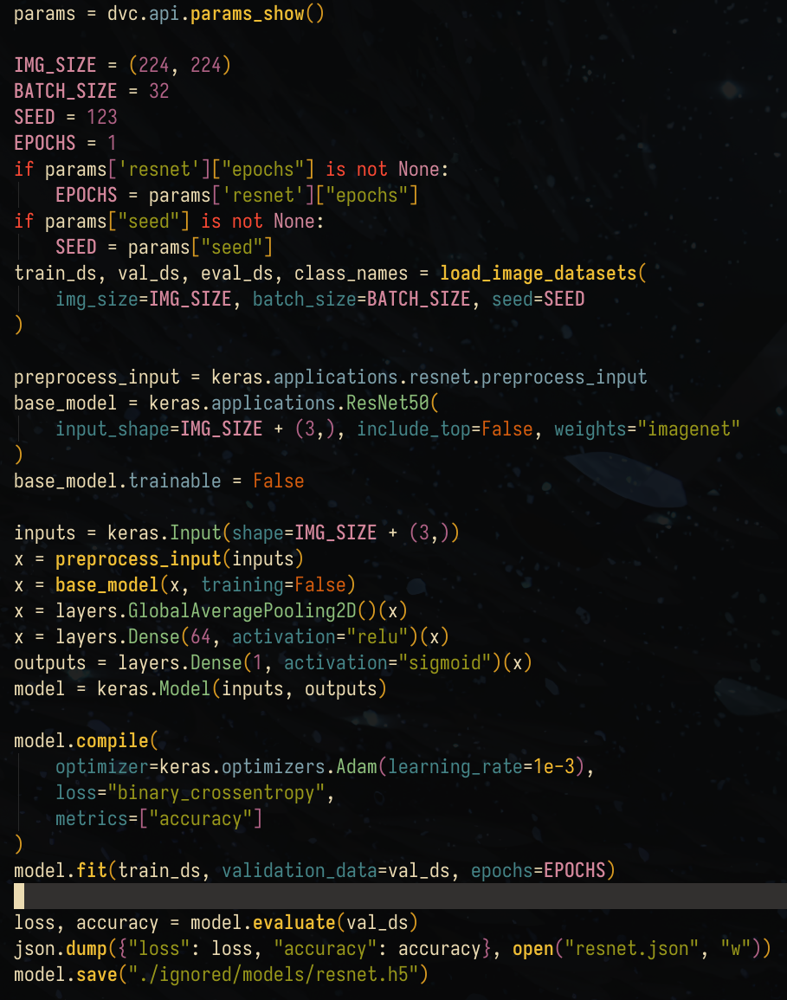 params = dvc.api.params_show()
IMG_SIZE = (224, 224)
BATCH_SIZE = 32
SEED = 123
EPOCHS = 1
if params['resnet']["epochs"] is not None:
    EPOCHS = params['resnet']["epochs"]
if params["seed"] is not None:
    SEED = params["seed"]
train_ds, val_ds, eval_ds, class_names = load_image_datasets(
    img_size=IMG_SIZE, batch_size=BATCH_SIZE, seed=SEED
)
preprocess_input = keras.applications.resnet.preprocess_input
base_model = keras.applications.ResNet50(
    input_shape=IMG_SIZE + (3,), include_top=False, weights="imagenet"
)
base_model.trainable = False
inputs = keras.Input(shape=IMG_SIZE + (3,))
x = preprocess_input(inputs)
x = base_model(x, training=False)
x = layers.GlobalAveragePooling2D()(x)
x = layers.Dense(64, activation="relu")(x)
outputs = layers.Dense(1, activation="sigmoid")(x)
model = keras.Model(inputs, outputs)
model.compile(
    optimizer=keras.optimizers.Adam(learning_rate=1e-3),
    loss="binary_crossentropy",
    metrics=["accuracy"]
)
model.fit(train_ds, validation_data=val_ds, epochs=EPOCHS)
loss, accuracy = model.evaluate(val_ds)
json.dump({"loss": loss, "accuracy": accuracy}, open("resnet.json", "w"))
model.save("./ignored/models/resnet.h5")